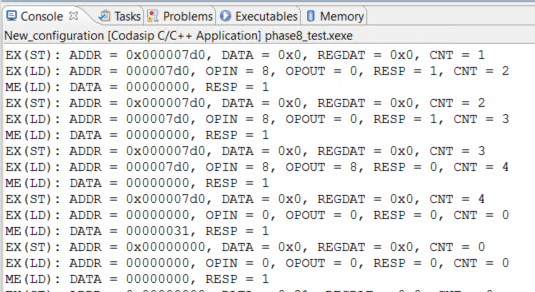 Console Tasks Problems Executables Memory
New_configuration [Codasip C/C++ Application] phase8_test.xexe
EX(ST): ADDR = 0x000007d0, DATA = 0x0, REGDAT = 0x0, CNT = 1
EX(LD): ADDR = 000007d0, OPIN = 8, OPOUT = 0, RESP = 1, CNT = 2
ME(LD): DATA = 00000000, RESP = 1
EX(ST): ADDR = 0x000007d0, DATA = 0x0, REGDAT = 0x0, CNT = 2
EX(LD): ADDR = 000007d0, OPIN = 8, OPOUT = 0, RESP = 1, CNT = 3
ME(LD): DATA = 00000000, RESP = 1
EX(ST): ADDR = 0x000007d0, DATA = 0x0, REGDAT = 0x0, CNT = 3
EX(LD): ADDR = 000007d0, OPIN = 8, OPOUT = 8, RESP = 0, CNT = 4
ME(LD): DATA = 00000000, RESP = 1
EX(ST): ADDR = 0x000007d0, DATA = 0x0, REGDAT = 0x0, CNT = 4
EX(LD): ADDR = 00000000, OPIN = 0, OPOUT = 0, RESP = 0, CNT = 0
ME(LD): DATA = 00000031, RESP = 1
EX(ST): ADDR = 0x00000000, DATA = 0x0, REGDAT = 0x0, CNT = 0
EX(LD): ADDR = 00000000, OPIN = 0, OPOUT = 0, RESP = 0, CNT = 0
ME(LD): DATA = 00000000, RESP = 1